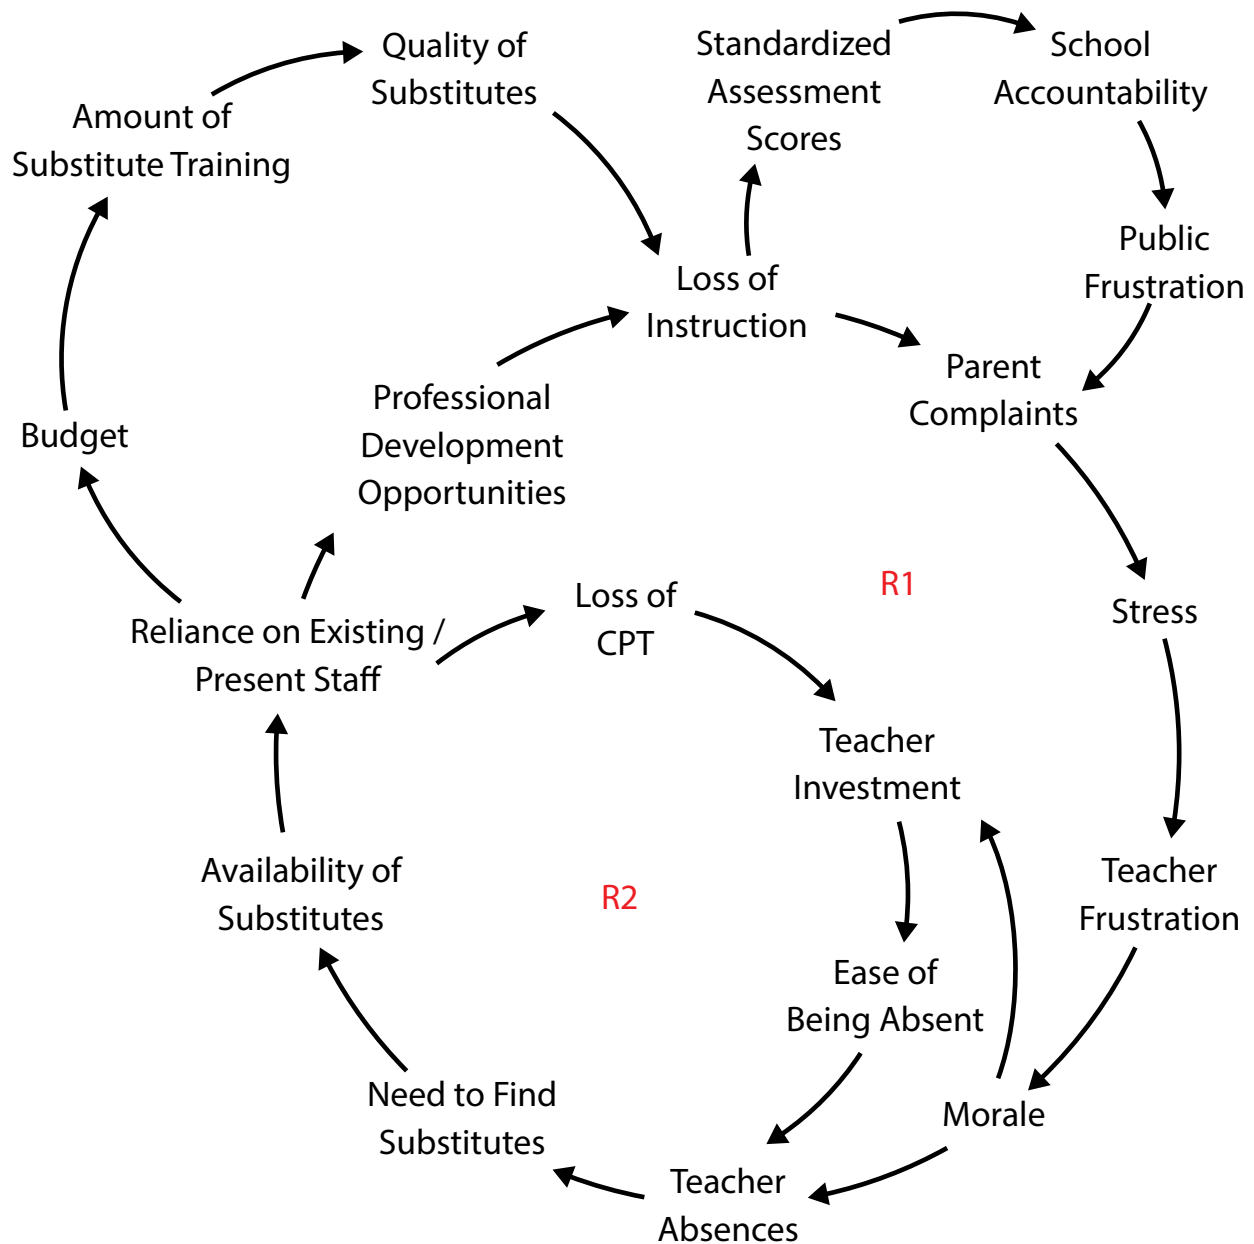 Quality of
Substitutes
Standardized
Assessment
Scores
School
Accountability
Amount of
Substitute Training
Public
Frustration
Loss of
Instruction
Parent
Complaints
Professional
Development
Opportunities
Budget
R1
Loss of
CPT
Stress
Reliance on Existing /
Present Staff
Teacher
Investment
Availability of
Substitutes
R2
Teacher
Frustration
Ease of
Being Absent
Need to Find
Substitutes
Morale
Teacher
Absences